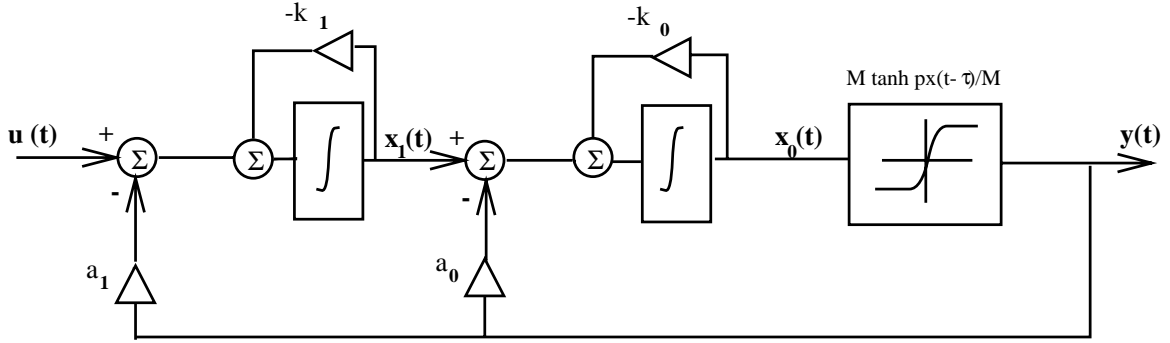 -k 1
-k 0
M tanh px(t- τ)/M
u (t)
+
Σ
Σ
∫
x1(t)
+
Σ
Σ
∫
x0(t)
y(t)
-
-
a1
a0